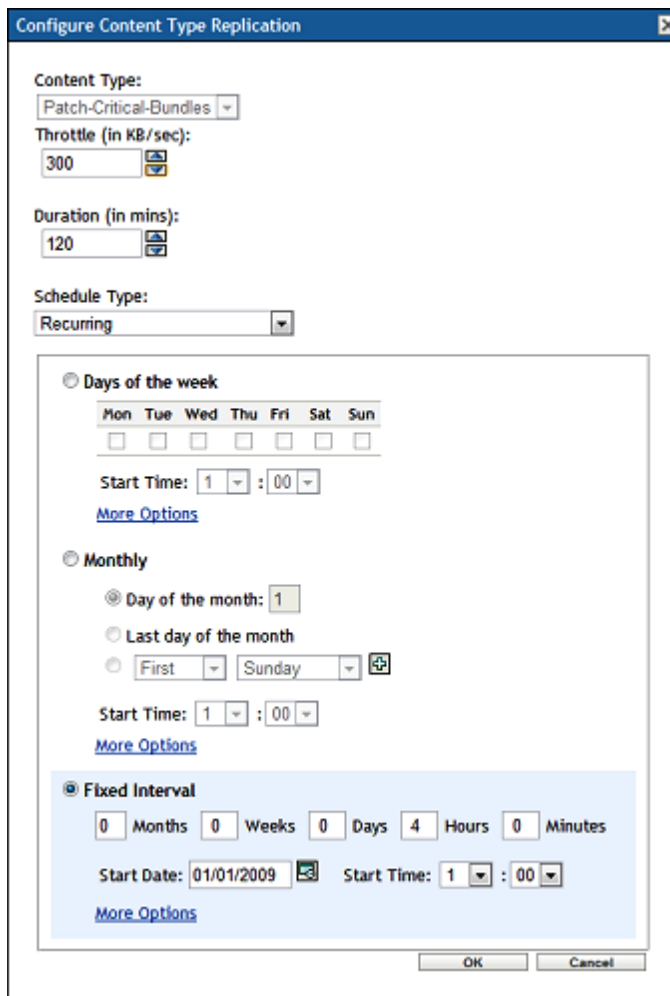 Configure Content Type Replication
Content Type:
Patch-Critical-Bundles
Throttle (in KB/sec):
300
Duration (in mins):
120
Schedule Type:
Recurring
Days of the week
Mon Tue Wed Thu Fri Sat Sun
Start Time: 1 : 00
More Options
Monthly
Day of the month: 1
Last day of the month
First Sunday
Start Time: 1 : 00
More Options
Fixed Interval
0 Months 0 Weeks 0 Days 4 Hours 0 Minutes
Start Date: 01/01/2009 Start Time: 1 : 00
More Options
OK Cancel